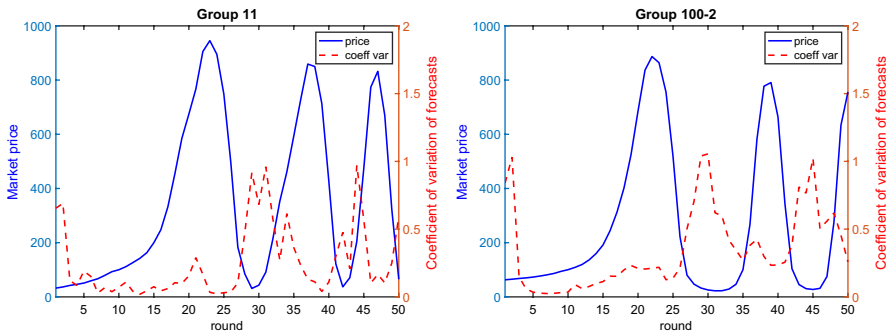 Group 11
1000
800
600
400
200
0
Market price
2
1.5
1
0.5
0
Coefficient of variation of forecasts
price
coeff var
5 10 15 20 25 30 35 40 45 50
round
Group 100-2
1000
800
600
400
200
0
Market price
2
1.5
1
0.5
0
Coefficient of variation of forecasts
price
coeff var
5 10 15 20 25 30 35 40 45 50
round